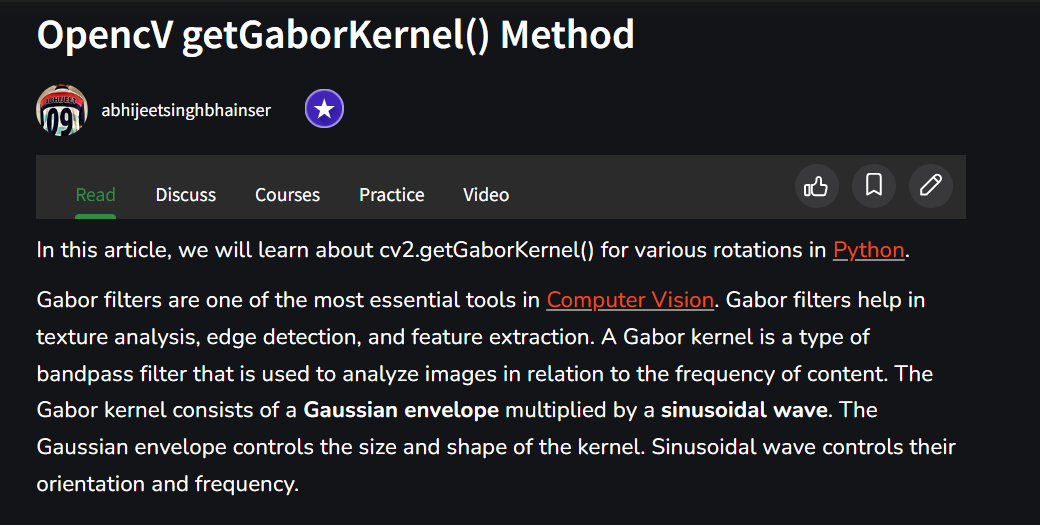 OpencV getGaborKernel() Method
abhijeetsinghbhainser
Read Discuss Courses Practice Video
In this article, we will learn about cv2.getGaborKernel() for various rotations in Python.
Gabor filters are one of the most essential tools in Computer Vision. Gabor filters help in
texture analysis, edge detection, and feature extraction. A Gabor kernel is a type of
bandpass filter that is used to analyze images in relation to the frequency of content. The
Gabor kernel consists of a Gaussian envelope multiplied by a sinusoidal wave. The
Gaussian envelope controls the size and shape of the kernel. Sinusoidal wave controls their
orientation and frequency.